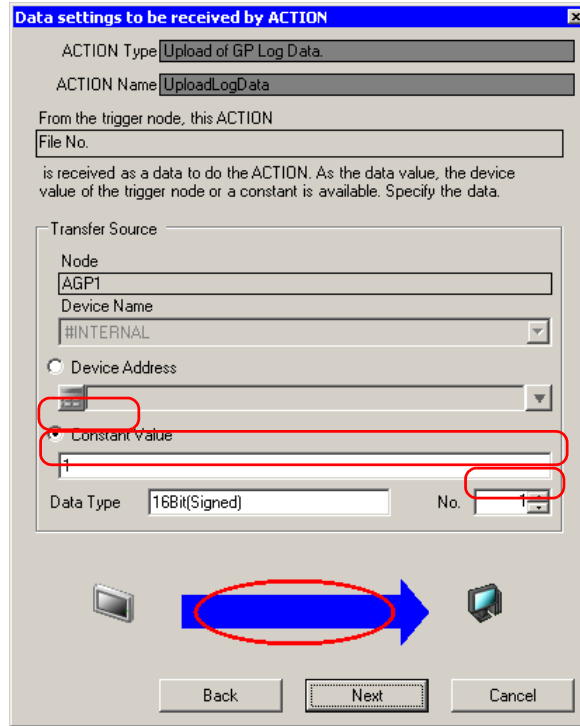 Data settings to be received by ACTION
ACTION Type Upload of GP Log Data.
ACTION Name UploadLogData
From the trigger node, this ACTION
File No.
is received as a data to do the ACTION. As the data value, the device
value of the trigger node or a constant is available. Specify the data.
Transfer Source
Node
AGP1
Device Name
#INTERNAL
Device Address
Constant Value
1
Data Type 16Bit(Signed) No. 1
Back Next Cancel